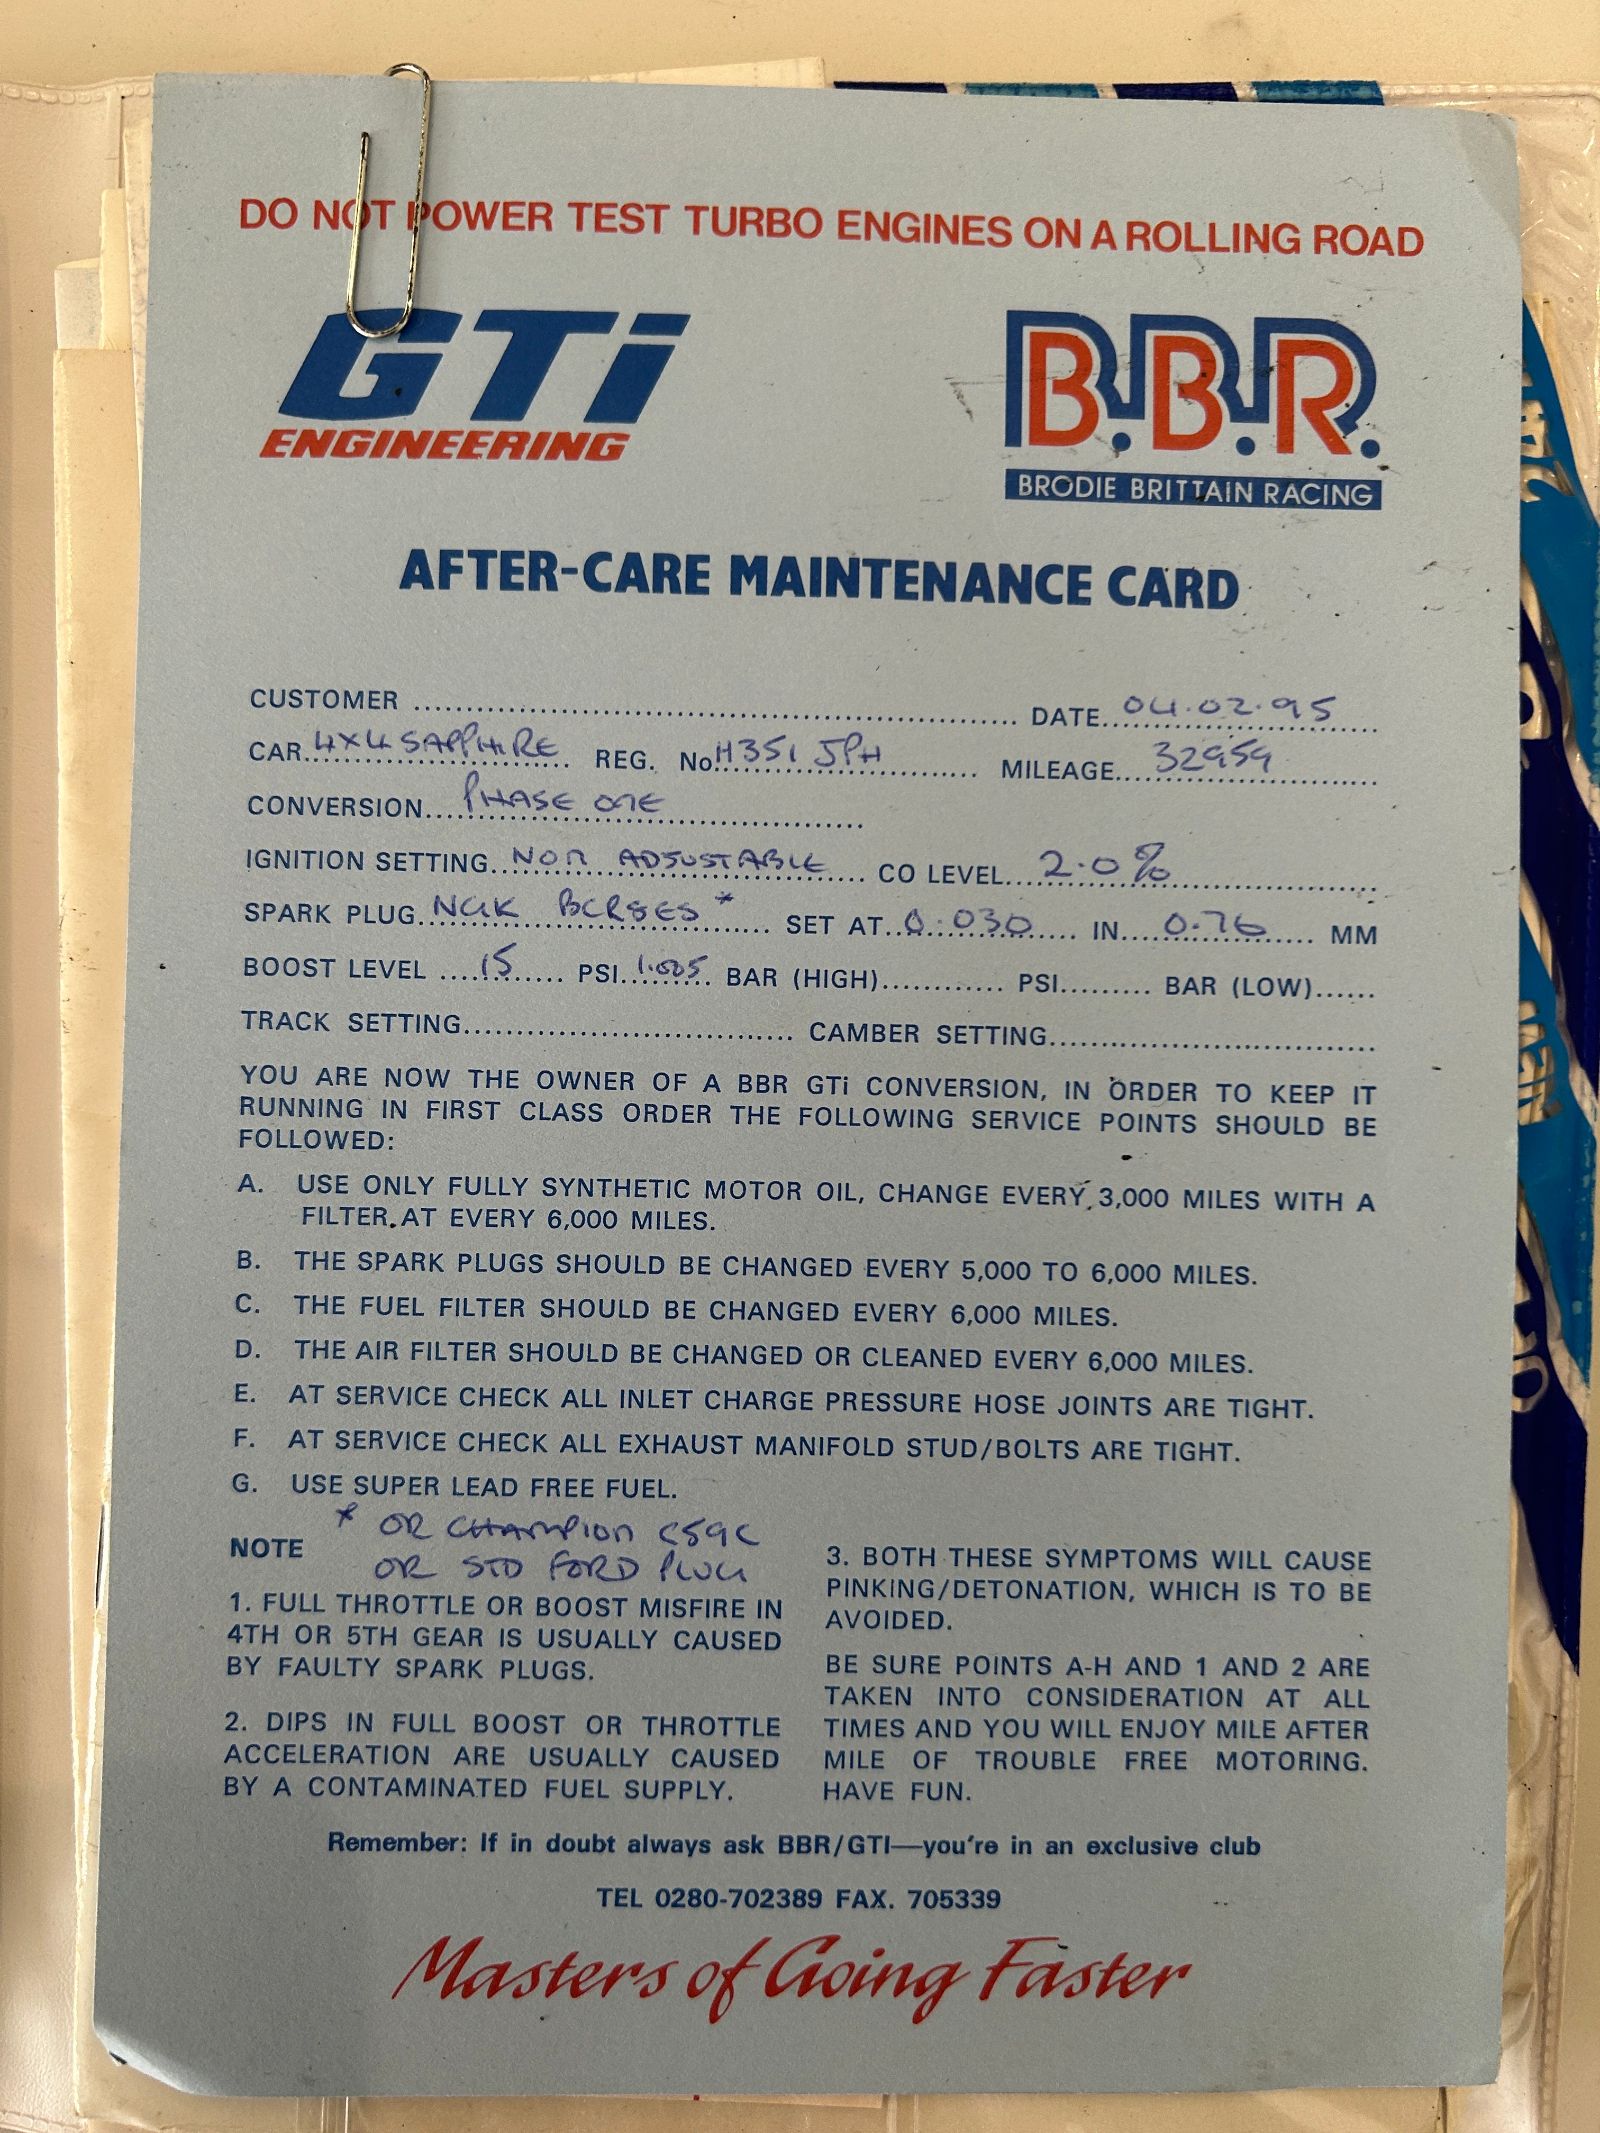 DO NOT POWER TEST TURBO ENGINES ON A ROLLING ROAD
GTi
ENGINEERING
B.B.R.
BRODIE BRITTAIN RACING
AFTER-CARE MAINTENANCE CARD
CUSTOMER .......... DATE 04.02.95
CAR 4X4 SAPPHIRE REG. No. H351 JPH MILEAGE 32959
CONVERSION PHASE ONE
IGNITION SETTING NON ADJUSTABLE CO LEVEL 2.0%
SPARK PLUG NGK BCR8ES * SET AT 0.030 IN 0.76 MM
BOOST LEVEL 15 PSI 1.005 BAR (HIGH) .......... PSI .......... BAR (LOW) ......
TRACK SETTING .......... CAMBER SETTING ..........
YOU ARE NOW THE OWNER OF A BBR GTi CONVERSION, IN ORDER TO KEEP IT
RUNNING IN FIRST CLASS ORDER THE FOLLOWING SERVICE POINTS SHOULD BE
FOLLOWED:
A. USE ONLY FULLY SYNTHETIC MOTOR OIL, CHANGE EVERY 3,000 MILES WITH A
FILTER AT EVERY 6,000 MILES.
B. THE SPARK PLUGS SHOULD BE CHANGED EVERY 5,000 TO 6,000 MILES.
C. THE FUEL FILTER SHOULD BE CHANGED EVERY 6,000 MILES.
D. THE AIR FILTER SHOULD BE CHANGED OR CLEANED EVERY 6,000 MILES.
E. AT SERVICE CHECK ALL INLET CHARGE PRESSURE HOSE JOINTS ARE TIGHT.
F. AT SERVICE CHECK ALL EXHAUST MANIFOLD STUD/BOLTS ARE TIGHT.
G. USE SUPER LEAD FREE FUEL.
* OR CHAMPION C59C
OR STD FORD PLUG
NOTE
1. FULL THROTTLE OR BOOST MISFIRE IN
4TH OR 5TH GEAR IS USUALLY CAUSED
BY FAULTY SPARK PLUGS.
2. DIPS IN FULL BOOST OR THROTTLE
ACCELERATION ARE USUALLY CAUSED
BY A CONTAMINATED FUEL SUPPLY.
3. BOTH THESE SYMPTOMS WILL CAUSE
PINKING/DETONATION, WHICH IS TO BE
AVOIDED.
BE SURE POINTS A-H AND 1 AND 2 ARE
TAKEN INTO CONSIDERATION AT ALL
TIMES AND YOU WILL ENJOY MILE AFTER
MILE OF TROUBLE FREE MOTORING.
HAVE FUN.
Remember: If in doubt always ask BBR/GTI—you're in an exclusive club
TEL 0280-702389 FAX. 705339
Masters of Going Faster